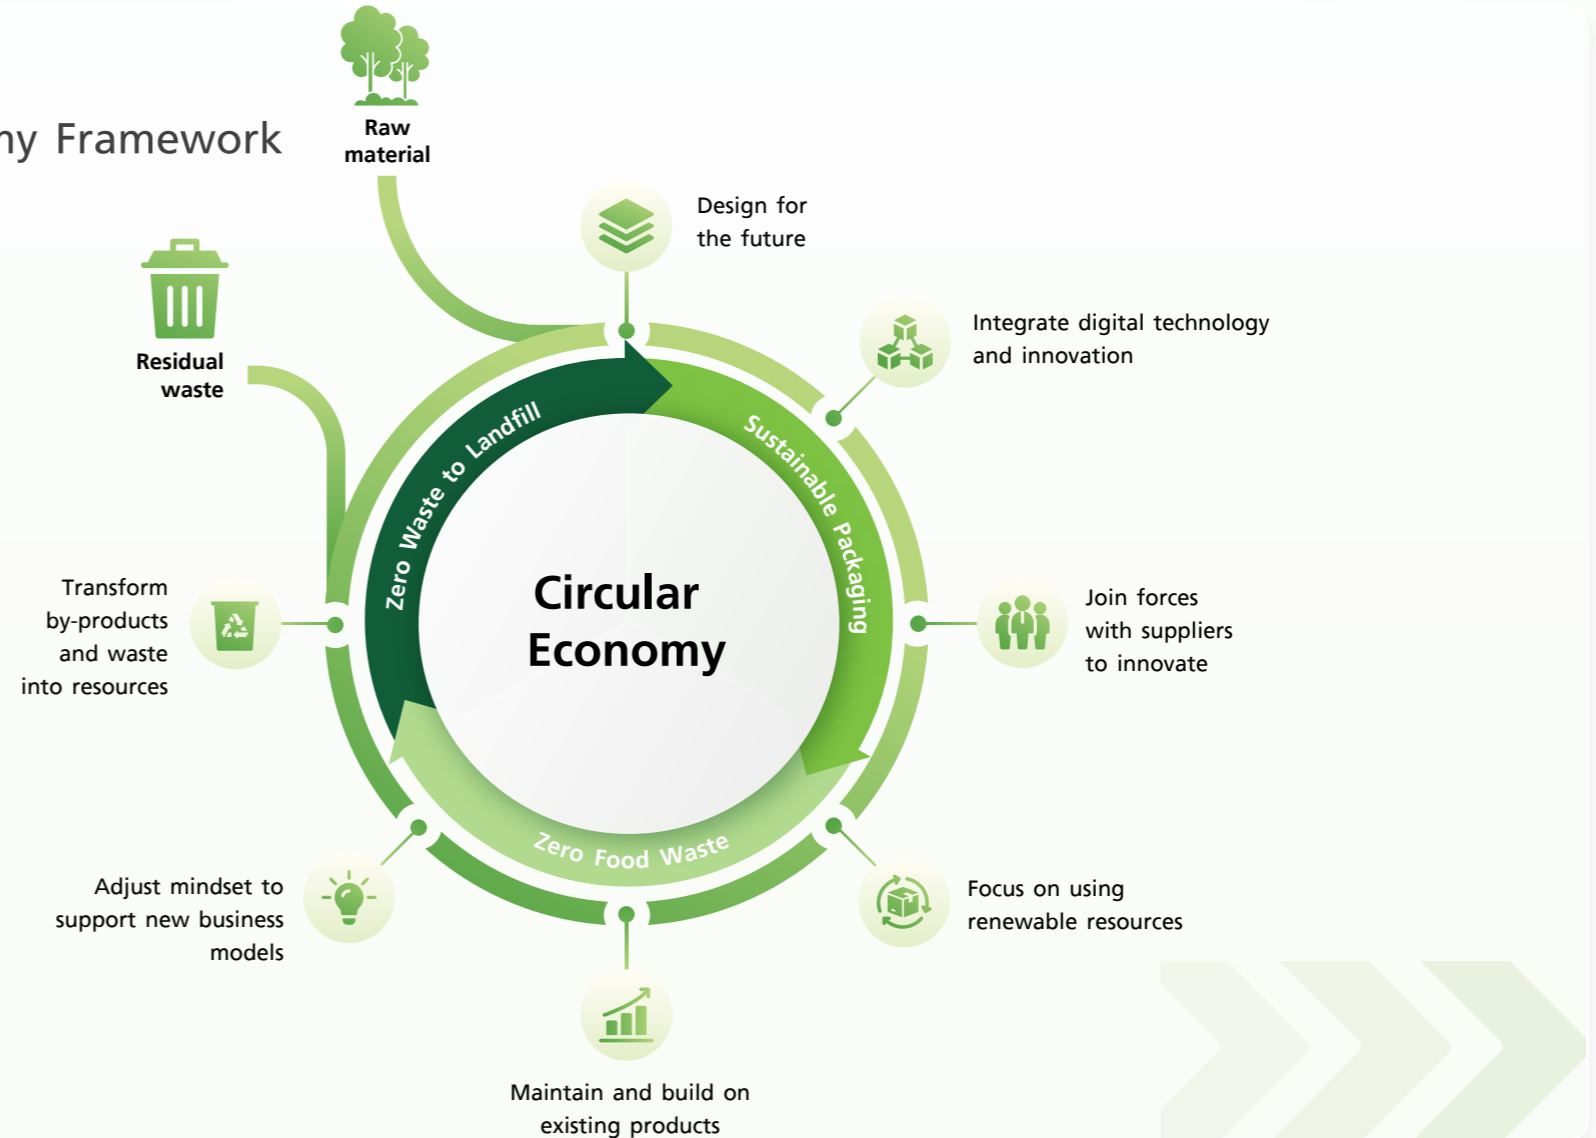 ny Framework
Raw
material
Residual
waste
Design for
the future
Integrate digital technology
and innovation
Join forces
with suppliers
to innovate
Focus on using
renewable resources
Maintain and build on
existing products
Adjust mindset to
support new business
models
Transform
by-products
and waste
into resources
Zero Waste to Landfill
Sustainable Packaging
Zero Food Waste
Circular
Economy